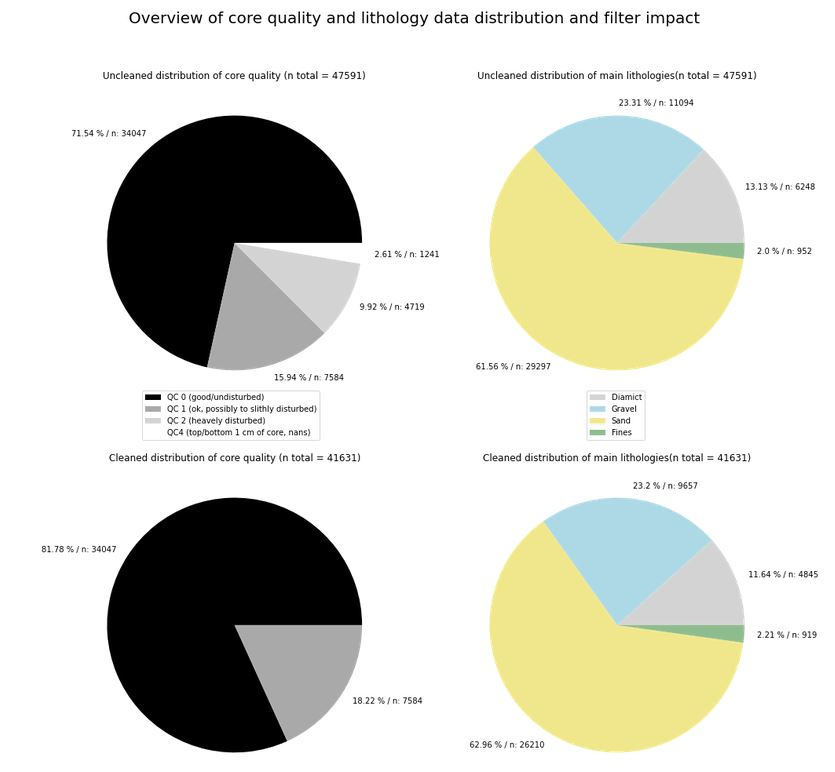 Overview of core quality and lithology data distribution and filter impact
Uncleaned distribution of core quality (n total = 47591)
71.54 % / n: 34047
2.61 % / n: 1241
9.92 % / n: 4719
15.94 % / n: 7584
QC 0 (good/undisturbed)
QC 1 (ok, possibly to slithly disturbed)
QC 2 (heavely disturbed)
QC4 (top/bottom 1 cm of core, nans)
Uncleaned distribution of main lithologies(n total = 47591)
23.31 % / n: 11094
13.13 % / n: 6248
2.0 % / n: 952
61.56 % / n: 29297
Diamict
Gravel
Sand
Fines
Cleaned distribution of core quality (n total = 41631)
81.78 % / n: 34047
18.22 % / n: 7584
Cleaned distribution of main lithologies(n total = 41631)
23.2 % / n: 9657
11.64 % / n: 4845
2.21 % / n: 919
62.96 % / n: 26210